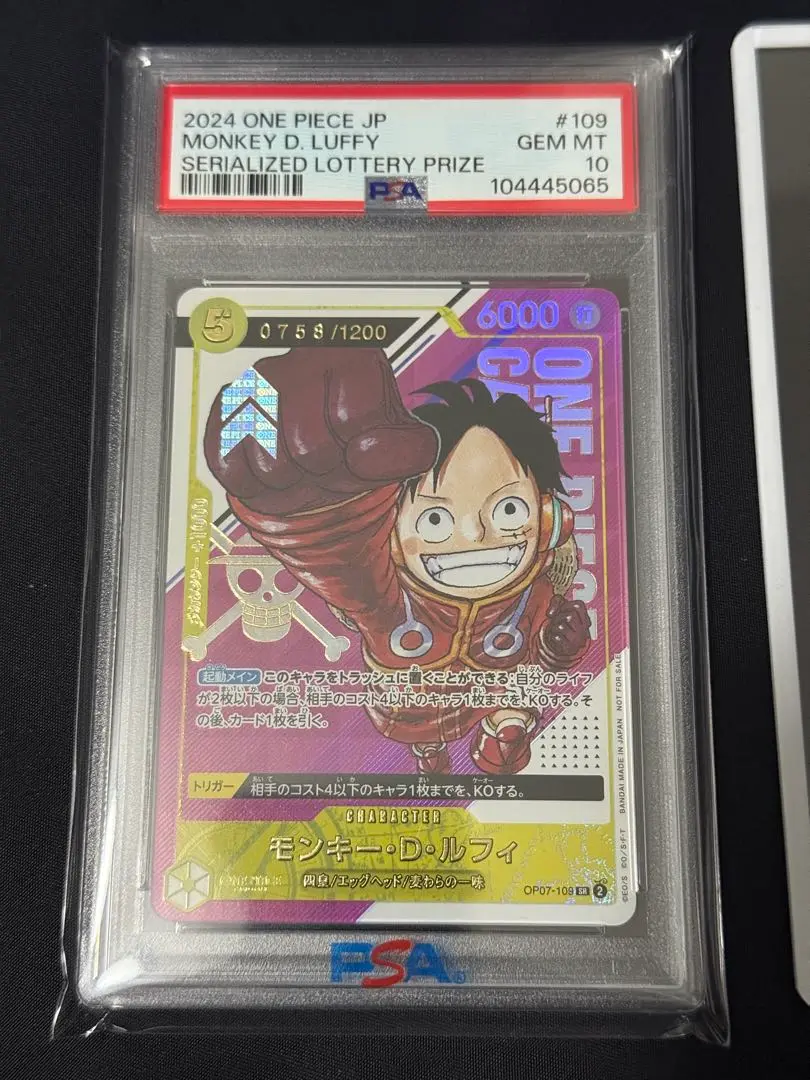 2024 ONE PIECE JP #109
MONKEY D. LUFFY GEM MT
SERIALIZED LOTTERY PRIZE 10
PSA 104445065
5 0758/1200 6000 打
ONE PIECE
CA
カウンター +1000
起動メイン このキャラをトラッシュに置くことができる:自分のライフ
が2枚以下の場合、相手のコスト4以下のキャラ1枚までを、KOする。そ
の後、カード1枚を引く。
トリガー 相手のコスト4以下のキャラ1枚までを、KOする。
CHARACTER
モンキー・D・ルフィ
四皇/エッグヘッド/麦わらの一味
OP07-109 SR 2
©E.O/S ©O/S・F・T BANDAI MADE IN JAPAN NOT FOR SALE
PSA